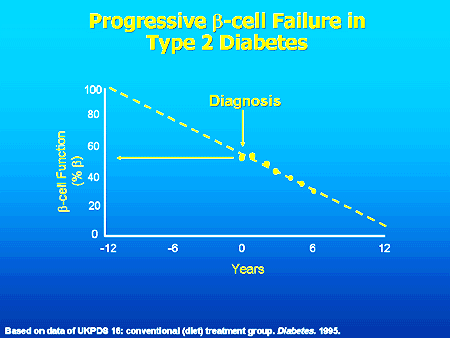 Progressive β-cell Failure in
Type 2 Diabetes
Diagnosis
β-cell Function
(% β)
100
80
60
40
20
0
-12
-6
0
6
12
Years
Based on data of UKPDS 16: conventional (diet) treatment group. Diabetes. 1995.